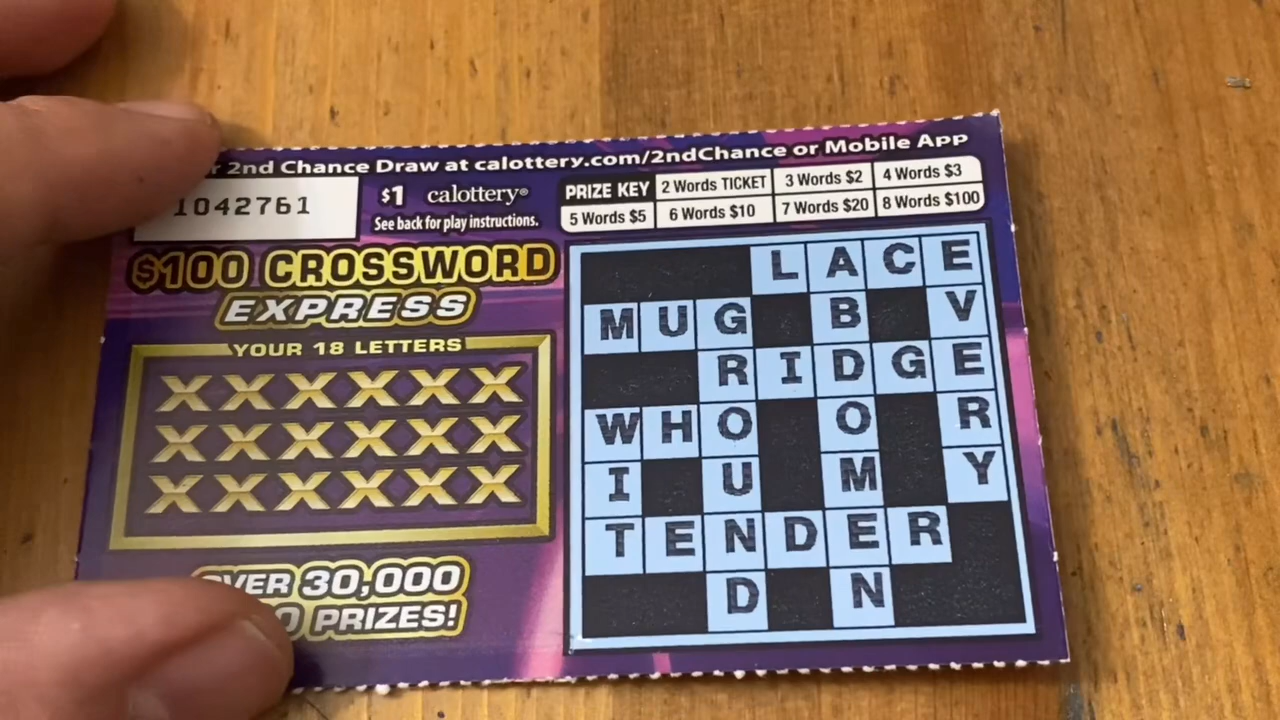 2nd Chance Draw at calottery.com/2ndChance or Mobile App
1042761
$1 calottery®
See back for play instructions.
PRIZE KEY 2 Words TICKET 3 Words $2 4 Words $3
5 Words $5 6 Words $10 7 Words $20 8 Words $100
$100 CROSSWORD
EXPRESS
YOUR 18 LETTERS
X X X X X X
X X X X X X
X X X X X X
30,000
PRIZES!
L A C E
M U G B V
R I D G E
W H O O R
I U M Y
T E N D E R
D N